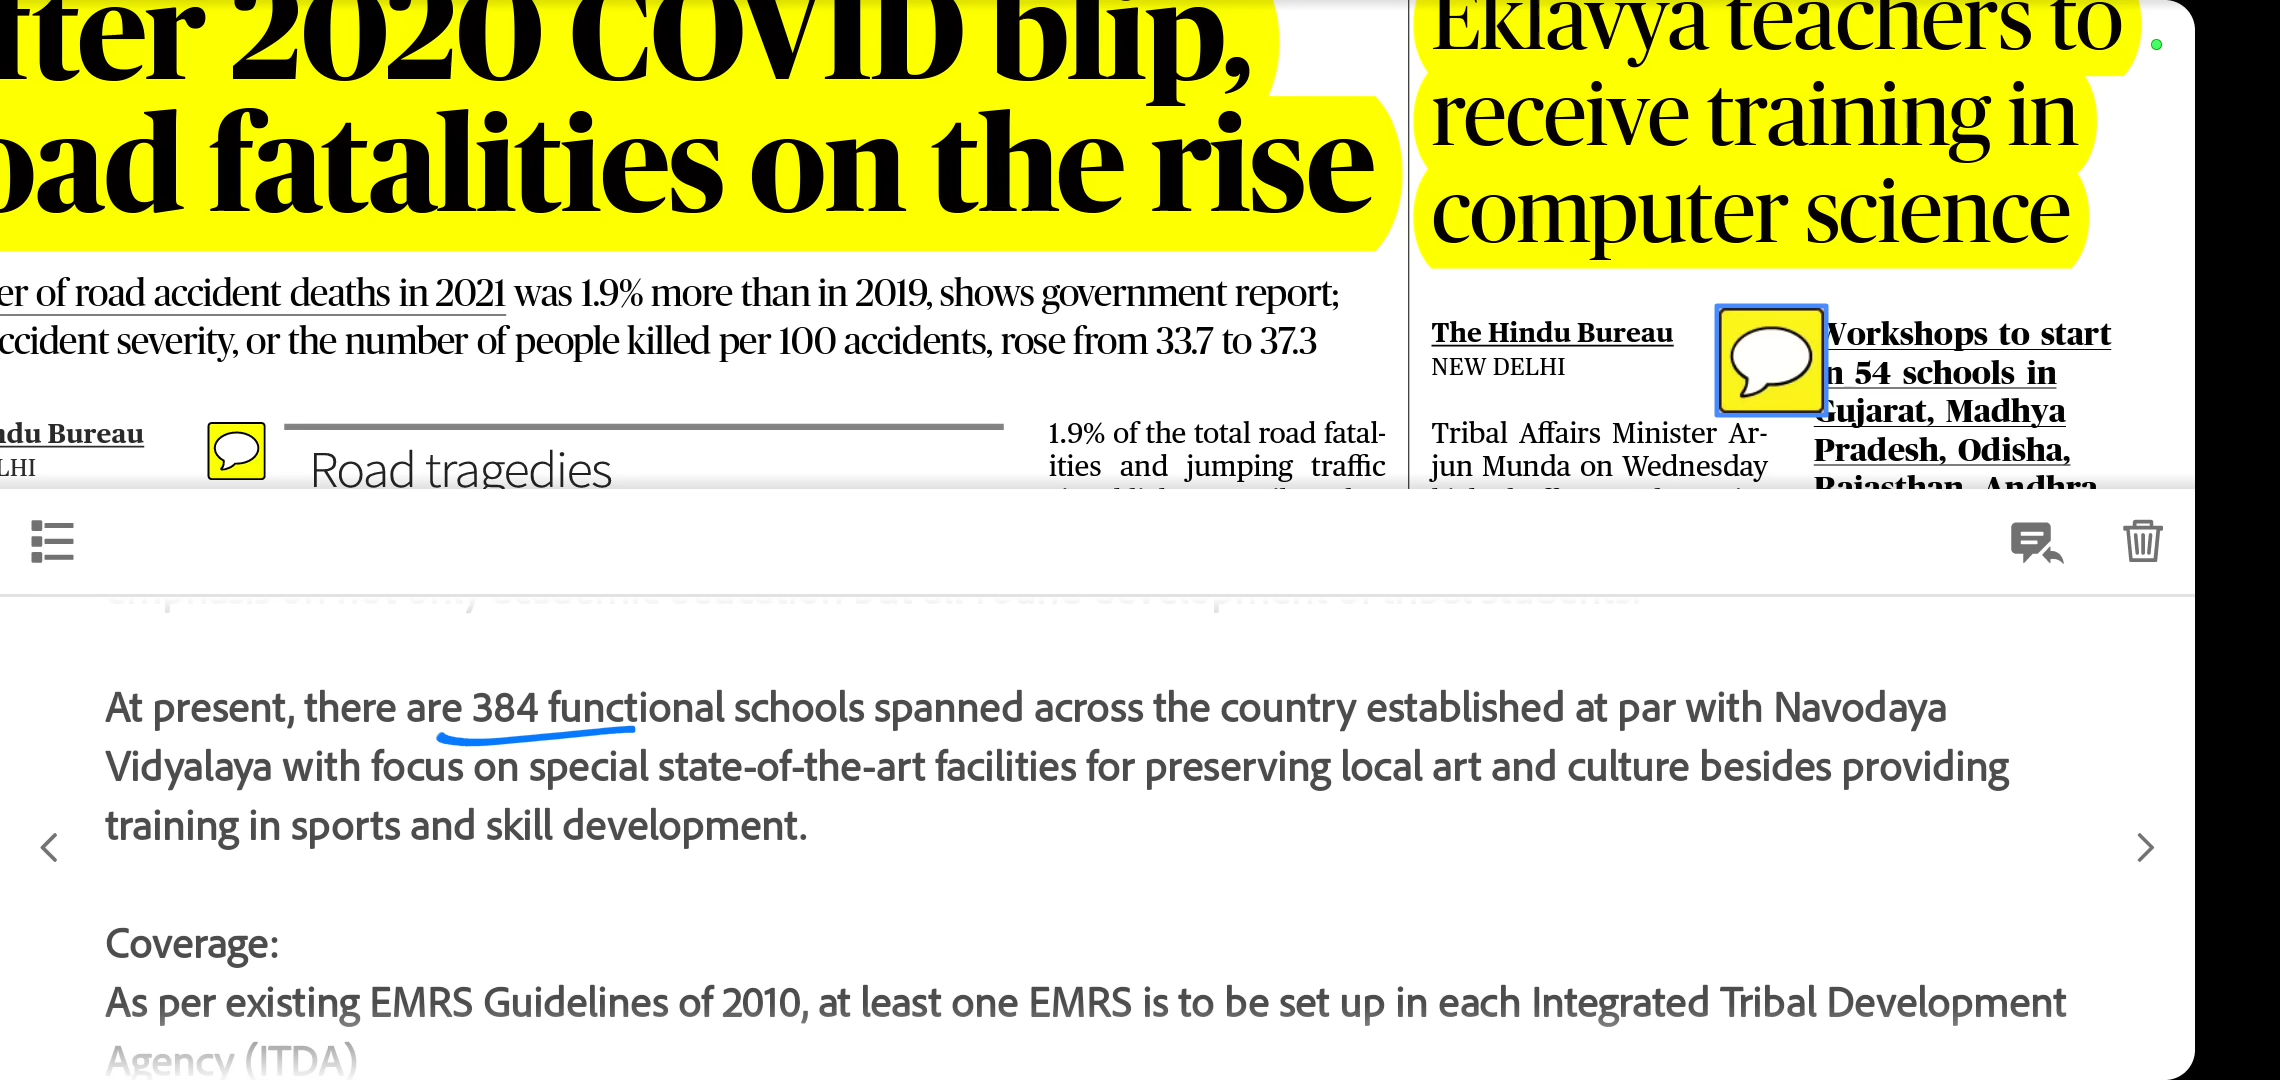 fter 2020 COVID blip,
oad fatalities on the rise
er of road accident deaths in 2021 was 1.9% more than in 2019, shows government report;
ccident severity, or the number of people killed per 100 accidents, rose from 33.7 to 37.3
ndu Bureau
LHI
Road tragedies
1.9% of the total road fatal-
ities and jumping traffic
Eklavya teachers to
receive training in
computer science
The Hindu Bureau
NEW DELHI
Tribal Affairs Minister Ar-
jun Munda on Wednesday
Workshops to start
n 54 schools in
Gujarat, Madhya
Pradesh, Odisha,
Rajasthan, Andhra
At present, there are 384 functional schools spanned across the country established at par with Navodaya
Vidyalaya with focus on special state-of-the-art facilities for preserving local art and culture besides providing
training in sports and skill development.
Coverage:
As per existing EMRS Guidelines of 2010, at least one EMRS is to be set up in each Integrated Tribal Development
Agency (ITDA)